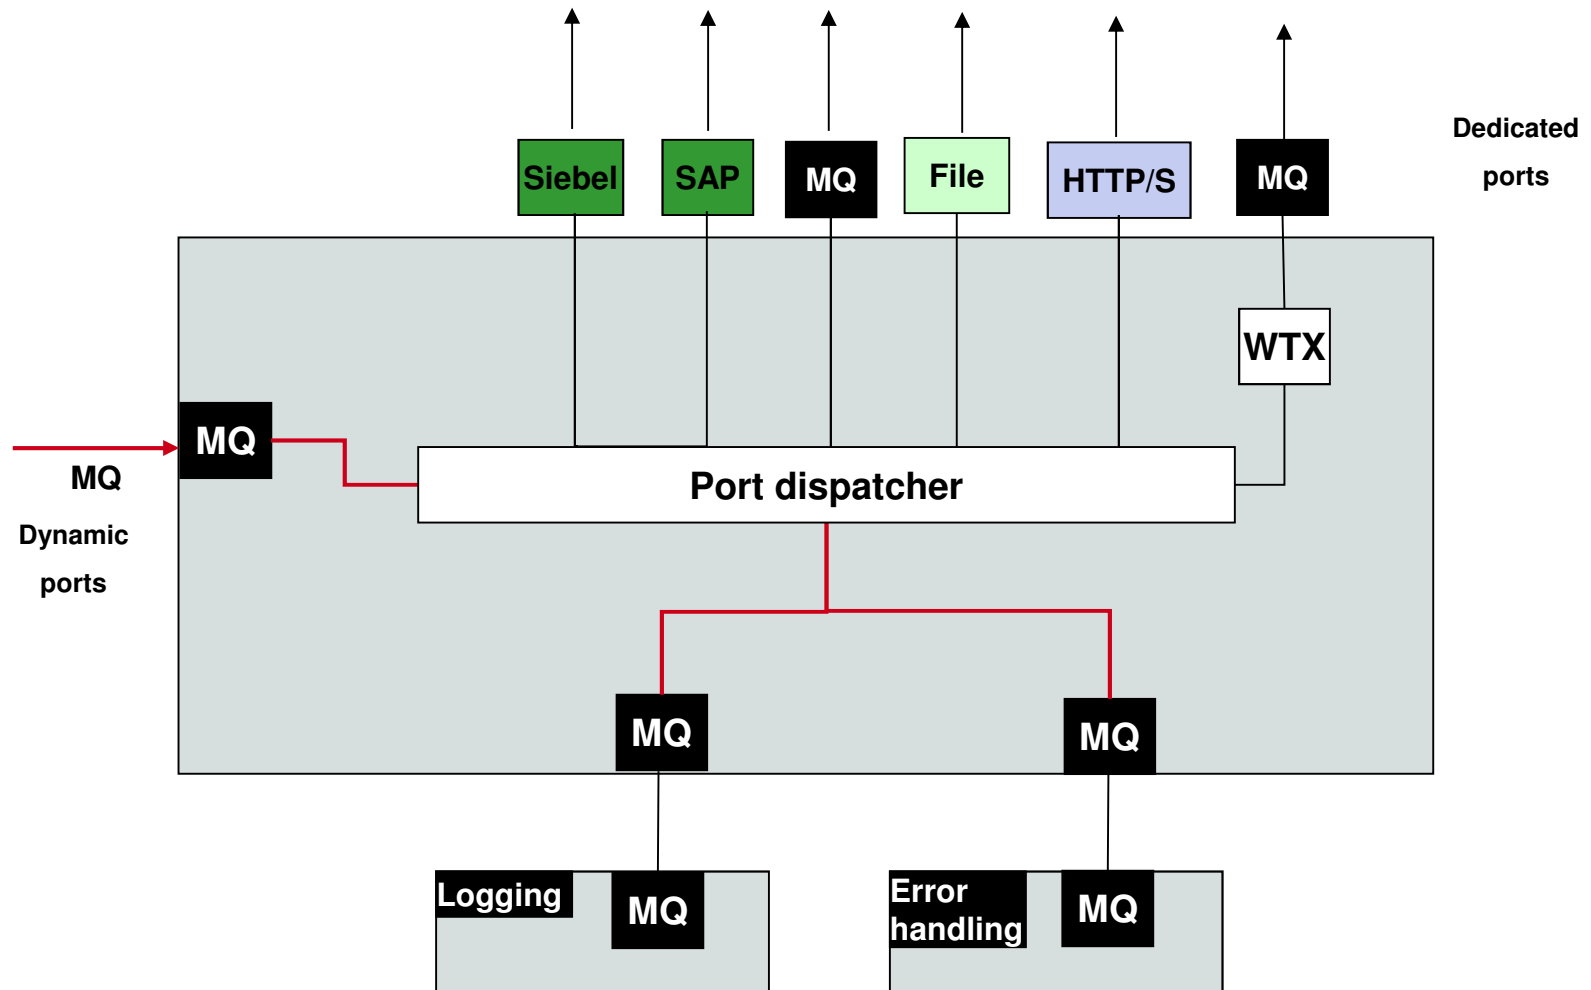 Dedicated
ports
Siebel
SAP
MQ
File
HTTP/S
MQ
WTX
MQ
MQ
Dynamic
ports
Port dispatcher
MQ
MQ
Logging
MQ
Error
handling
MQ